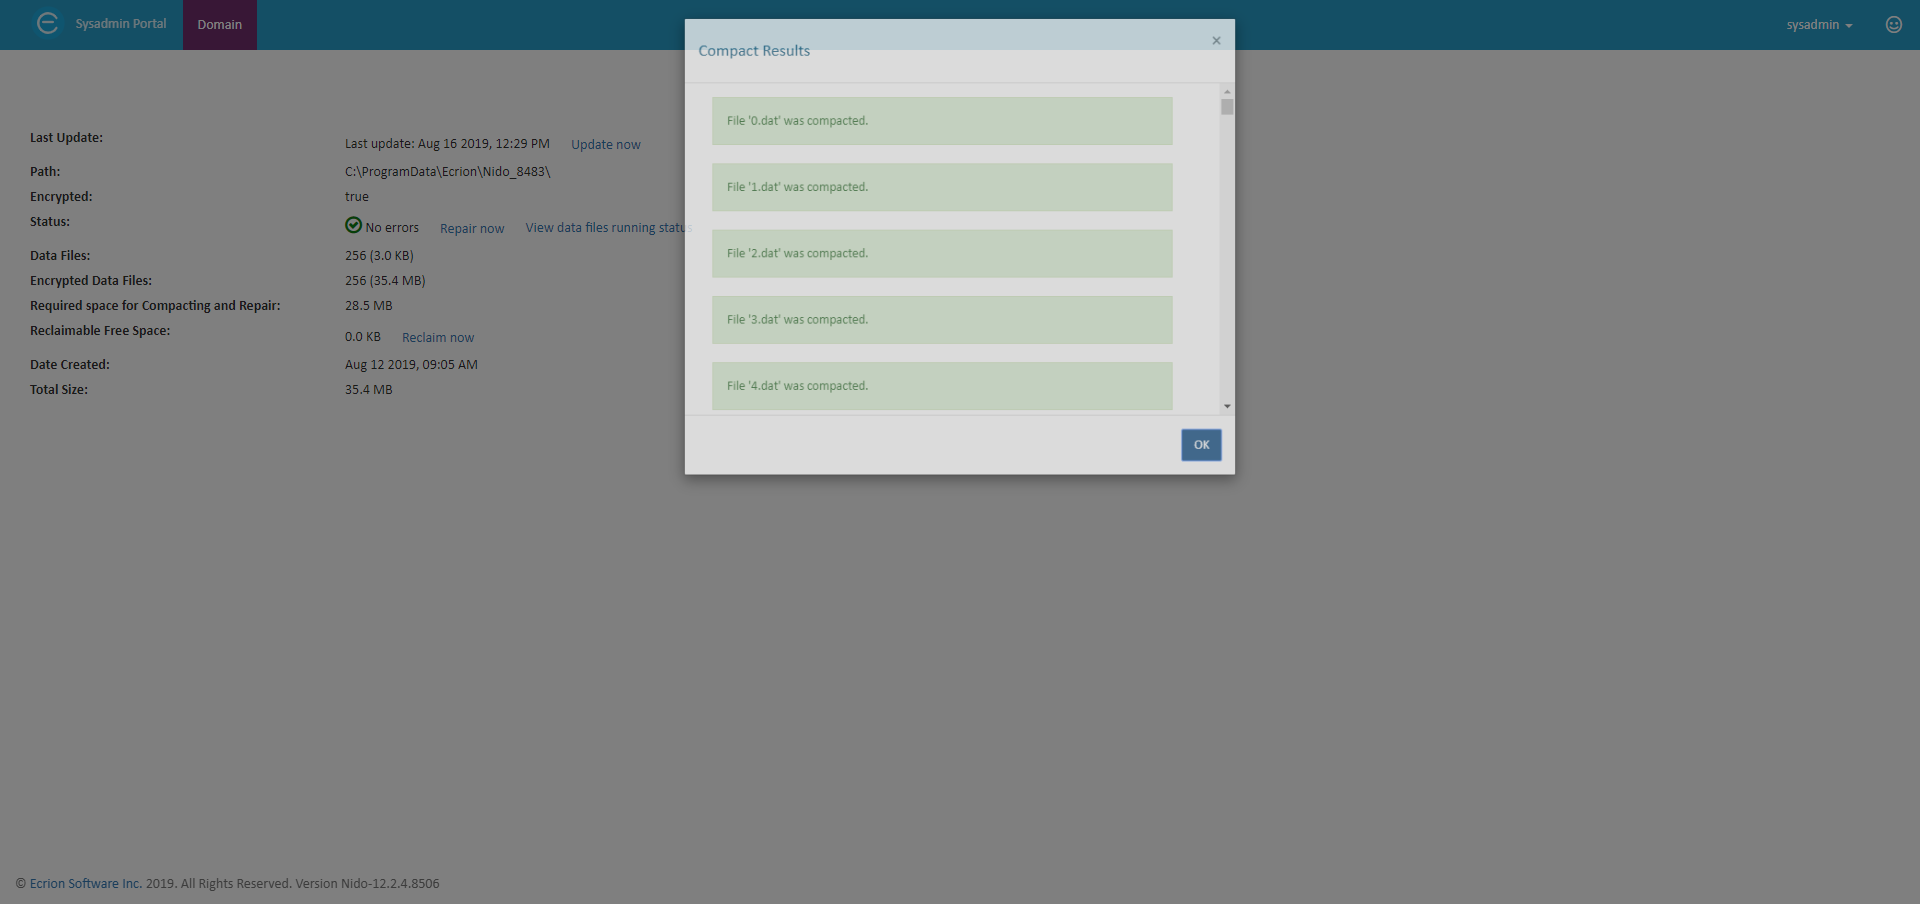 Sysadmin Portal
Domain
sysadmin
Compact Results
×
File '0.dat' was compacted.
File '1.dat' was compacted.
File '2.dat' was compacted.
File '3.dat' was compacted.
File '4.dat' was compacted.
OK
Last Update: Last update: Aug 16 2019, 12:29 PM Update now
Path: C:\ProgramData\Ecrion\Nido_8483\
Encrypted: true
Status: No errors Repair now View data files running status
Data Files: 256 (3.0 KB)
Encrypted Data Files: 256 (35.4 MB)
Required space for Compacting and Repair: 28.5 MB
Reclaimable Free Space: 0.0 KB Reclaim now
Date Created: Aug 12 2019, 09:05 AM
Total Size: 35.4 MB
© Ecrion Software Inc. 2019. All Rights Reserved. Version Nido-12.2.4.8506